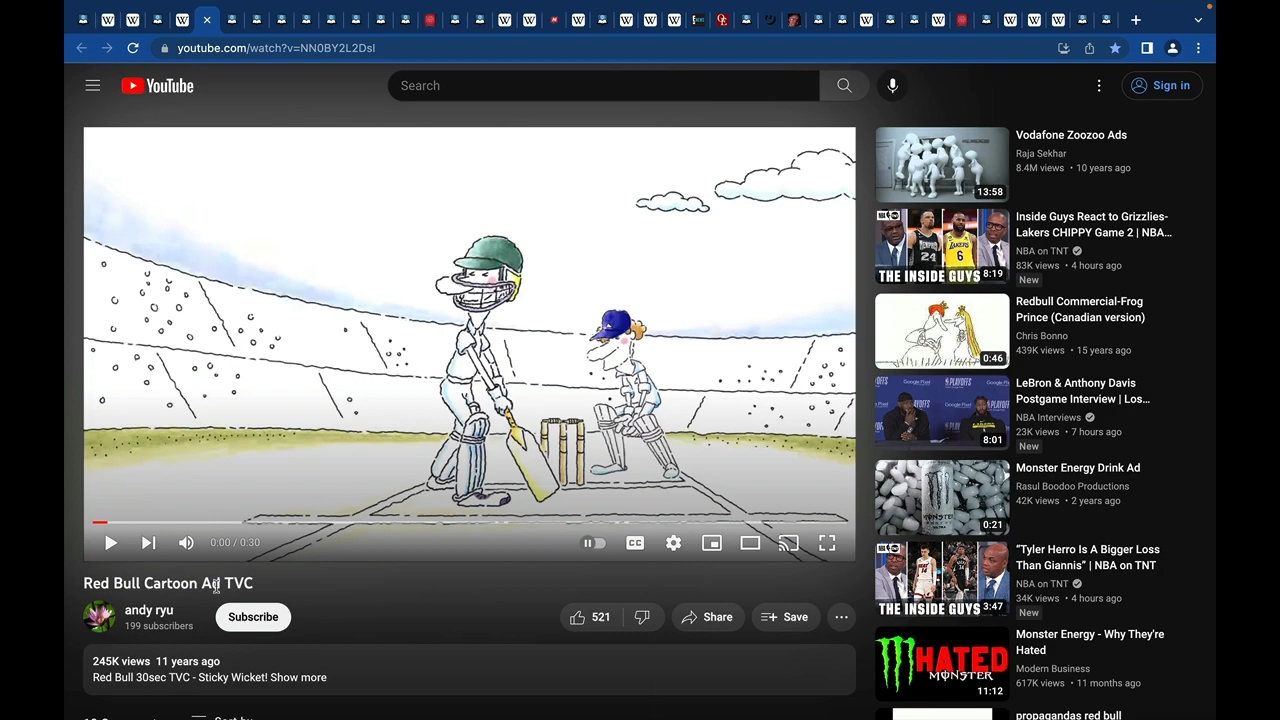 youtube.com/watch?v=NN0BY2L2DsI
YouTube
Search
Sign in
Red Bull Cartoon Ad TVC
andy ryu
199 subscribers
Subscribe
521
Share
Save
245K views 11 years ago
Red Bull 30sec TVC - Sticky Wicket! Show more
0:00 / 0:30
CC
13:58
Vodafone Zoozoo Ads
Raja Sekhar
8.4M views • 10 years ago
THE INSIDE GUYS
8:19
Inside Guys React to Grizzlies-
Lakers CHIPPY Game 2 | NBA...
NBA on TNT
83K views • 4 hours ago
New
0:46
Redbull Commercial-Frog
Prince (Canadian version)
Chris Bonno
439K views • 15 years ago
8:01
LeBron & Anthony Davis
Postgame Interview | Los...
NBA Interviews
23K views • 7 hours ago
New
0:21
Monster Energy Drink Ad
Rasul Boodoo Productions
42K views • 2 years ago
THE INSIDE GUYS
3:47
“Tyler Herro Is A Bigger Loss
Than Giannis” | NBA on TNT
NBA on TNT
34K views • 4 hours ago
New
HATED
MONSTER
11:12
Monster Energy - Why They're
Hated
Modern Business
617K views • 11 months ago
propagandas red bull